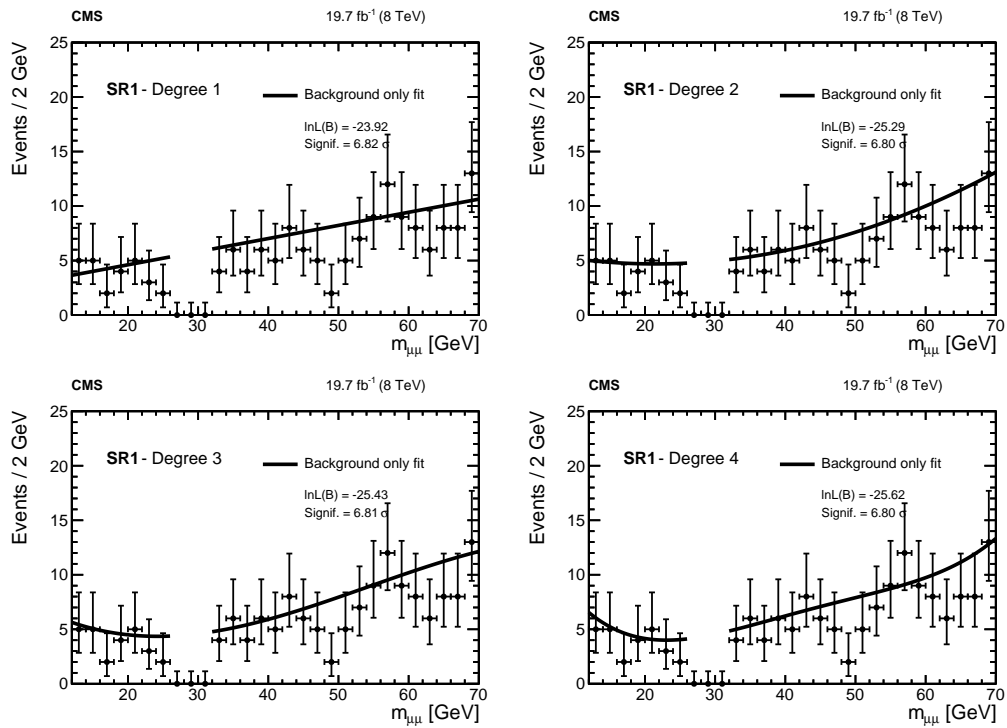 CMS 19.7 fb⁻¹ (8 TeV)
Events / 2 GeV
25
20
15
10
5
0
SR1 - Degree 1
Background only fit
lnL(B) = -23.92
Signif. = 6.82 σ
20 30 40 50 60 70
m_μμ [GeV]
CMS 19.7 fb⁻¹ (8 TeV)
Events / 2 GeV
25
20
15
10
5
0
SR1 - Degree 2
Background only fit
lnL(B) = -25.29
Signif. = 6.80 σ
20 30 40 50 60 70
m_μμ [GeV]
CMS 19.7 fb⁻¹ (8 TeV)
Events / 2 GeV
25
20
15
10
5
0
SR1 - Degree 3
Background only fit
lnL(B) = -25.43
Signif. = 6.81 σ
20 30 40 50 60 70
m_μμ [GeV]
CMS 19.7 fb⁻¹ (8 TeV)
Events / 2 GeV
25
20
15
10
5
0
SR1 - Degree 4
Background only fit
lnL(B) = -25.62
Signif. = 6.80 σ
20 30 40 50 60 70
m_μμ [GeV]